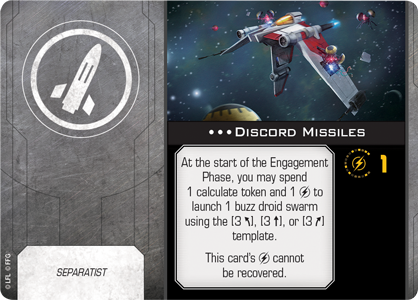 •••DISCORD MISSILES
At the start of the Engagement
Phase, you may spend
1 calculate token and 1 to
launch 1 buzz droid swarm
using the [3 ↰], [3 ↑], or [3 ↱]
template.
This card's cannot
be recovered.
1
SEPARATIST
©LFL ©FFG